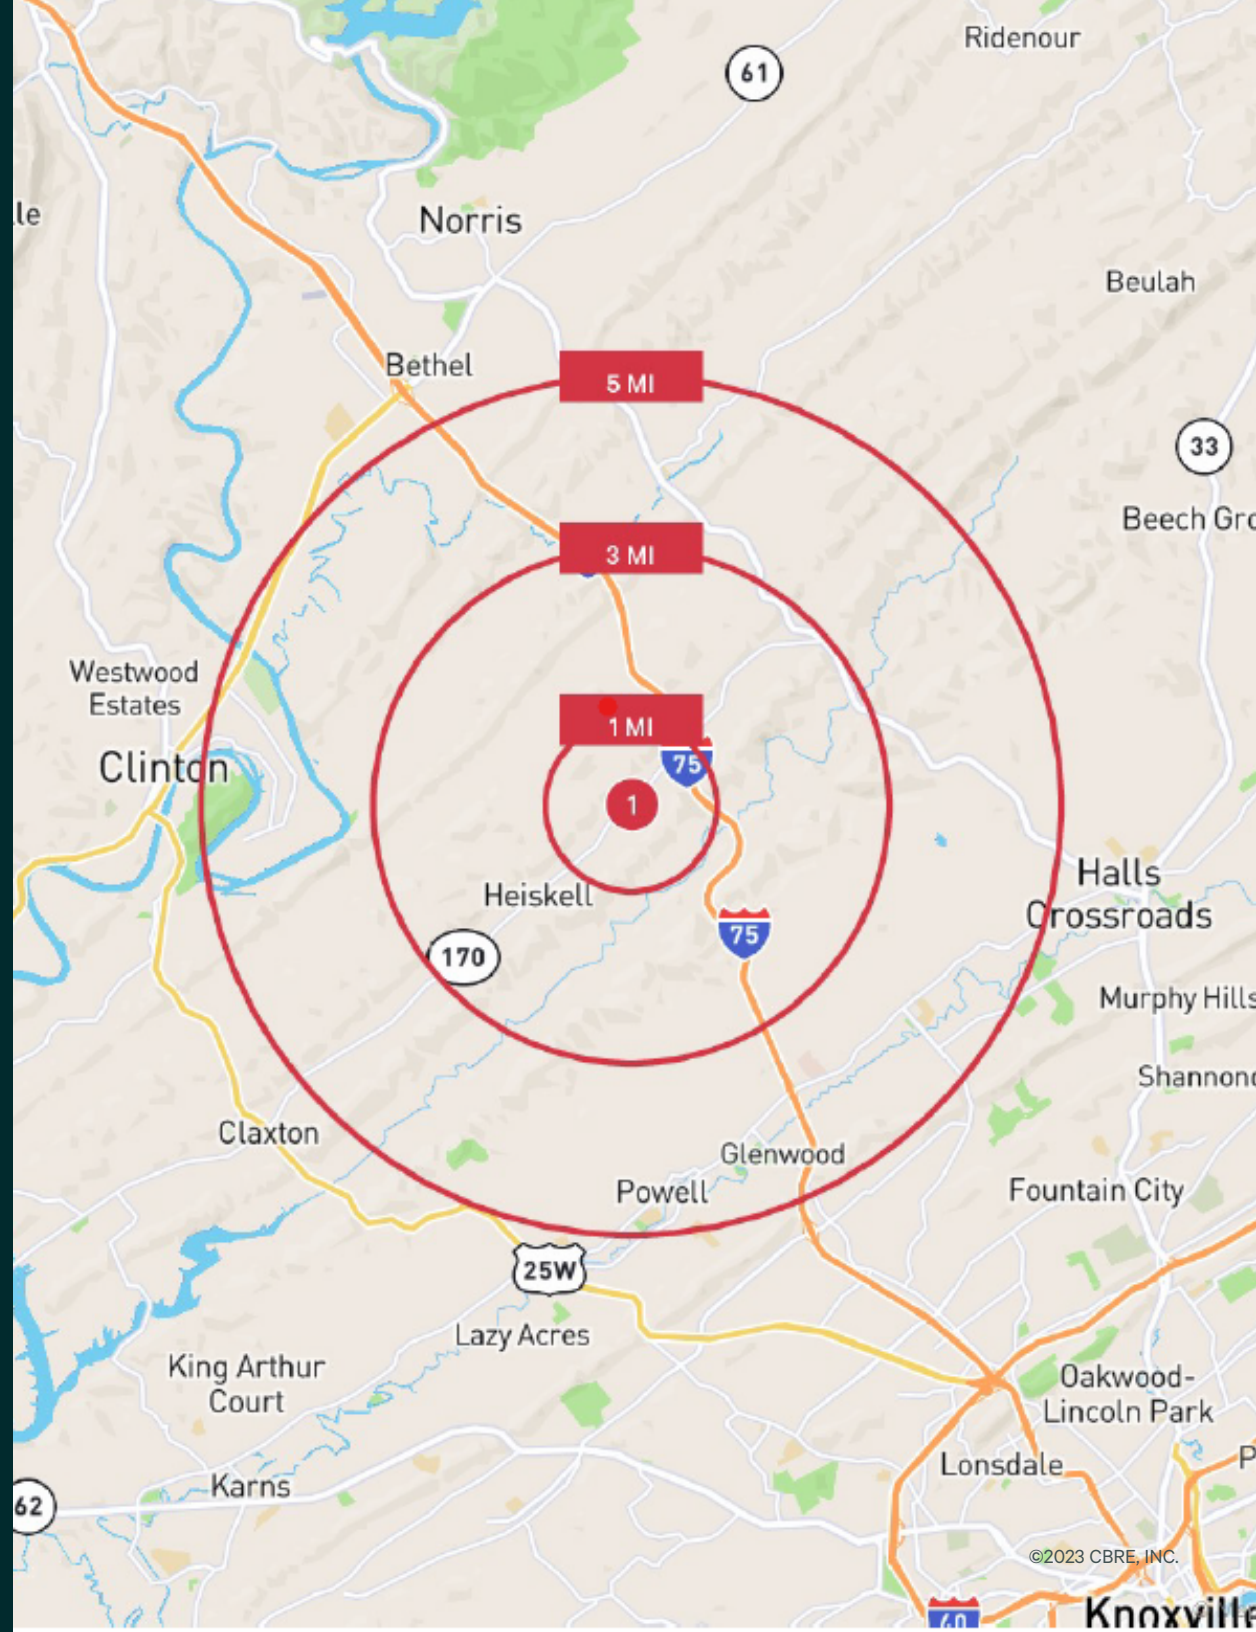 Ridenour
61
Norris
Beulah
Bethel
5 MI
33
Beech Gro
3 MI
Westwood
Estates
1 MI
Clinton
75
1
Halls
Crossroads
Heiskell
75
170
Murphy Hills
Shannond
Claxton
Glenwood
Powell
Fountain City
25W
Lazy Acres
King Arthur
Court
Oakwood-
Lincoln Park
Lonsdale
Karns
62
©2023 CBRE, INC.
Knoxville
40